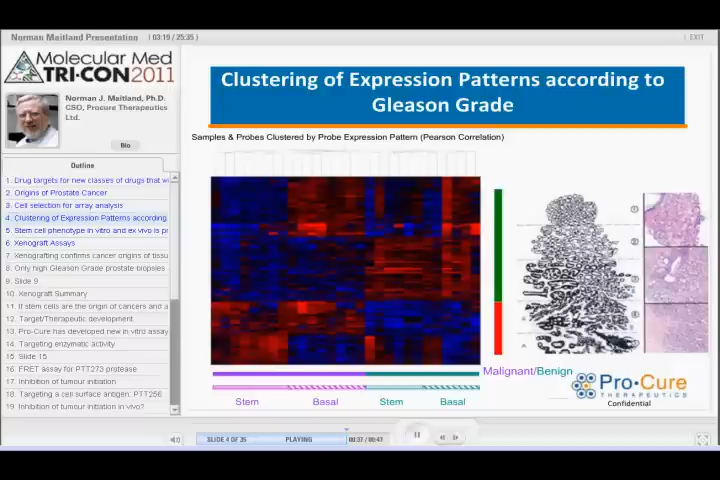 Norman Maitland Presentation ( 03:19 / 25:35 )
EXIT
Molecular Med
TRI-CON 2011
Norman J. Maitland, Ph.D.
CSO, Procure Therapeutics
Ltd.
Bio
Outline
1. Drug targets for new classes of drugs that wi
2. Origins of Prostate Cancer
3. Cell selection for array analysis
4. Clustering of Expression Patterns according
5. Stem cell phenotype in vitro and ex vivo is pr
6. Xenograft Assays
7. Xenografting confirms cancer origins of tissu
8. Only high Gleason Grade prostate biopsies
9. Slide 9
10. Xenograft Summary
11. If stem cells are the origin of cancers and a
12. Target/Therapeutic development
13. Pro-Cure has developed new in vitro assay
14. Targeting enzymatic activity
15. Slide 15
16. FRET assay for PTT273 protease
17. Inhibition of tumour initiation
18. Targeting a cell surface antigen: PTT256
19. Inhibition of tumour initiation in vivo?
Clustering of Expression Patterns according to
Gleason Grade
Samples & Probes Clustered by Probe Expression Pattern (Pearson Correlation)
Malignant/Benign
Stem Basal Stem Basal
Pro·Cure
THERAPEUTICS
Confidential
SLIDE 4 OF 35 PLAYING 00:37 / 00:47